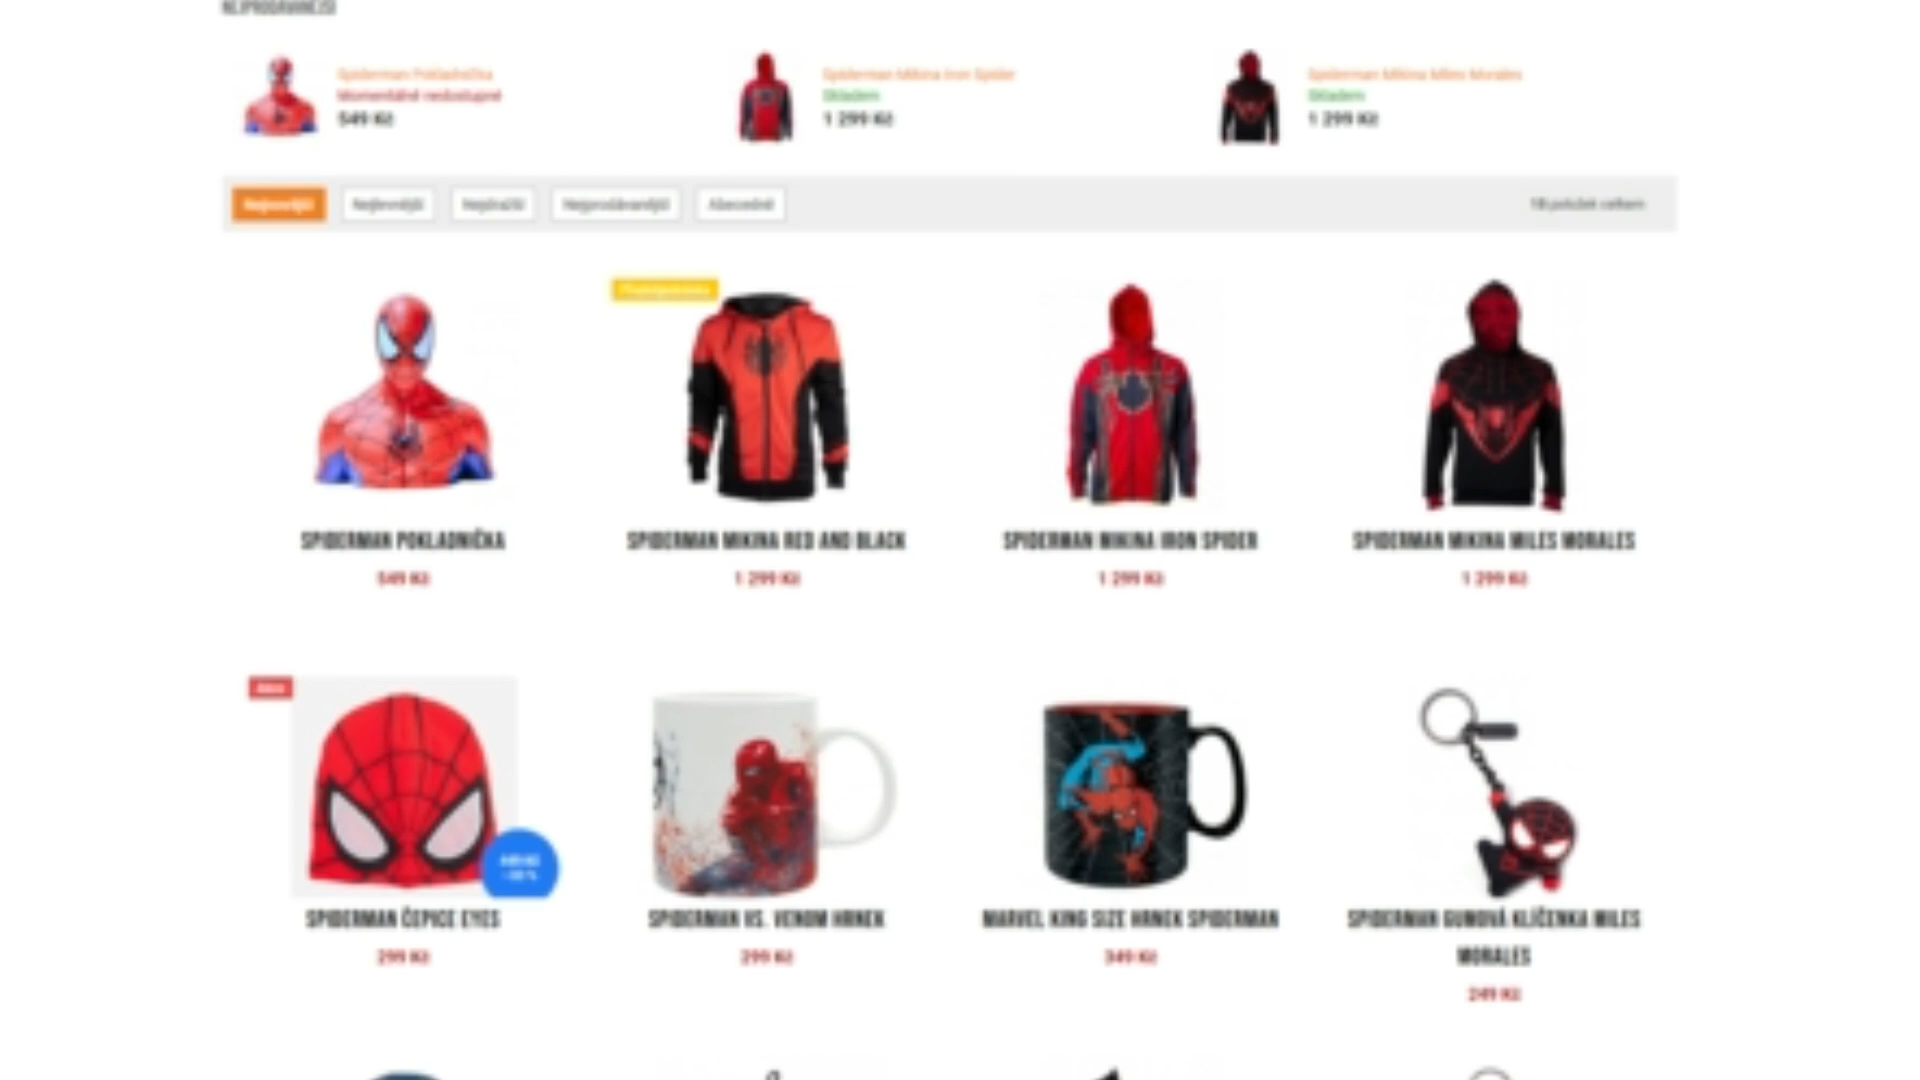 NEJPRODÁVANĚJŠÍ
Spiderman Pokladnička
Momentálně nedostupné
549 Kč
Spiderman Mikina Iron Spider
Skladem
1 299 Kč
Spiderman Mikina Miles Morales
Skladem
1 299 Kč
Nejnovější
Nejlevnější
Nejdražší
Nejprodávanější
Abecedně
položek celkem
SPIDERMAN POKLADNIČKA
549 Kč
SPIDERMAN MIKINA RED AND BLACK
1 299 Kč
SPIDERMAN MIKINA IRON SPIDER
1 299 Kč
SPIDERMAN MIKINA MILES MORALES
1 299 Kč
SPIDERMAN ČEPICE EYES
299 Kč
SPIDERMAN VS. VENOM HRNEK
299 Kč
MARVEL KING SIZE HRNEK SPIDERMAN
349 Kč
SPIDERMAN GUMOVÁ KLÍČENKA MILES
MORALES
249 Kč